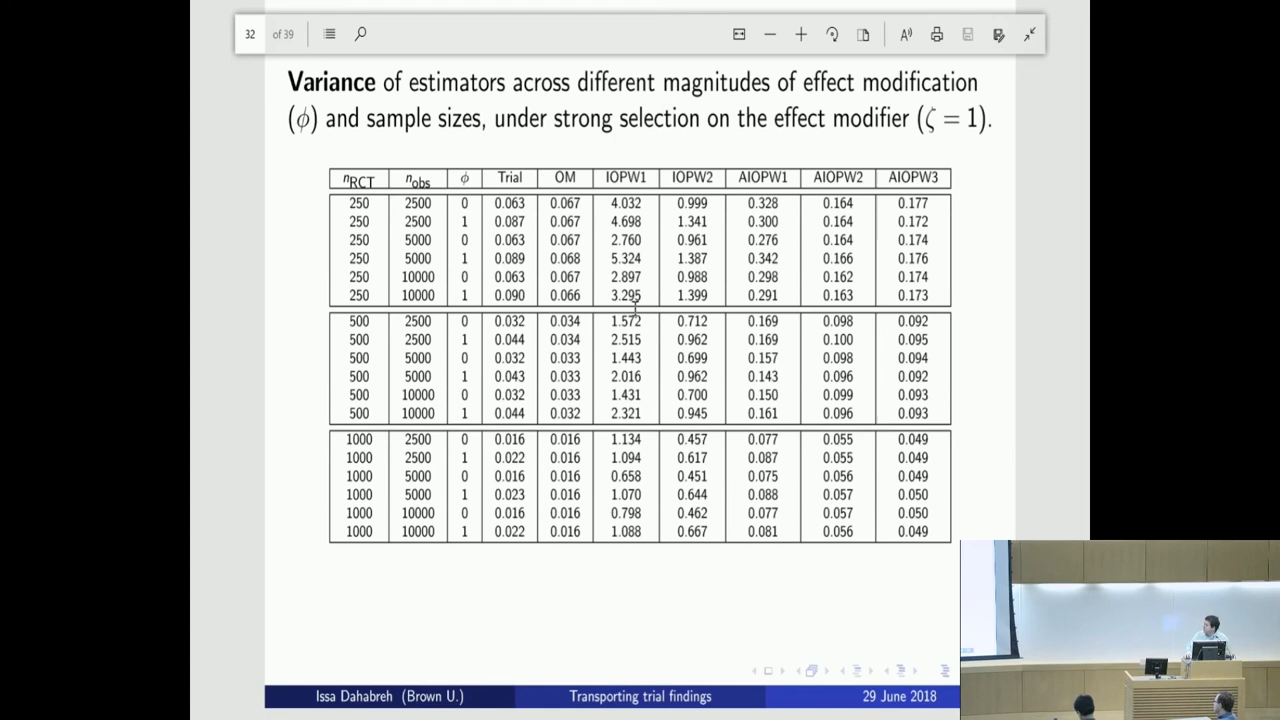 32 of 39
Variance of estimators across different magnitudes of effect modification
(ϕ) and sample sizes, under strong selection on the effect modifier (ζ = 1).
nRCT nobs ϕ Trial OM IOPW1 IOPW2 AIOPW1 AIOPW2 AIOPW3
250 2500 0 0.063 0.067 4.032 0.999 0.328 0.164 0.177
250 2500 1 0.087 0.067 4.698 1.341 0.300 0.164 0.172
250 5000 0 0.063 0.067 2.760 0.961 0.276 0.164 0.174
250 5000 1 0.089 0.068 5.324 1.387 0.342 0.166 0.176
250 10000 0 0.063 0.067 2.897 0.988 0.298 0.162 0.174
250 10000 1 0.090 0.066 3.295 1.399 0.291 0.163 0.173
500 2500 0 0.032 0.034 1.572 0.712 0.169 0.098 0.092
500 2500 1 0.044 0.034 2.515 0.962 0.169 0.100 0.095
500 5000 0 0.032 0.033 1.443 0.699 0.157 0.098 0.094
500 5000 1 0.043 0.033 2.016 0.962 0.143 0.096 0.092
500 10000 0 0.032 0.033 1.431 0.700 0.150 0.099 0.093
500 10000 1 0.044 0.032 2.321 0.945 0.161 0.096 0.093
1000 2500 0 0.016 0.016 1.134 0.457 0.077 0.055 0.049
1000 2500 1 0.022 0.016 1.094 0.617 0.087 0.055 0.049
1000 5000 0 0.016 0.016 0.658 0.451 0.075 0.056 0.049
1000 5000 1 0.023 0.016 1.070 0.644 0.088 0.057 0.050
1000 10000 0 0.016 0.016 0.798 0.462 0.077 0.057 0.050
1000 10000 1 0.022 0.016 1.088 0.667 0.081 0.056 0.049
Issa Dahabreh (Brown U.) Transporting trial findings 29 June 2018